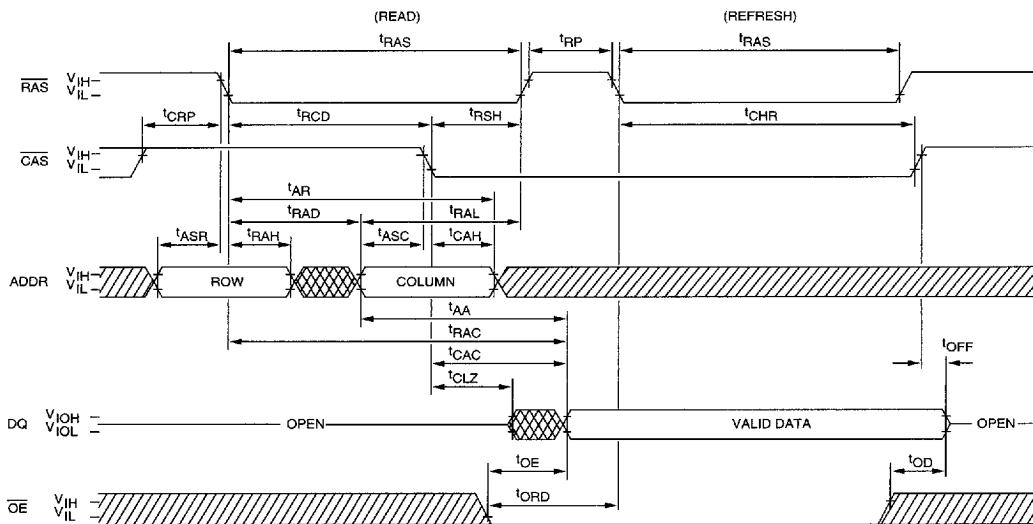 (READ) (REFRESH)
tRAS tRP tRAS
RAS VIH VIL
tCRP tRCD tRSH tCHR
CAS VIH VIL
tAR
tRAD tRAL
tASR tRAH tASC tCAH
ADDR VIH VIL ROW COLUMN
tAA
tRAC
tCAC tOFF
tCLZ
DQ VIOH VIOL OPEN VALID DATA OPEN
tOE tOD
tORD
OE VIH VIL